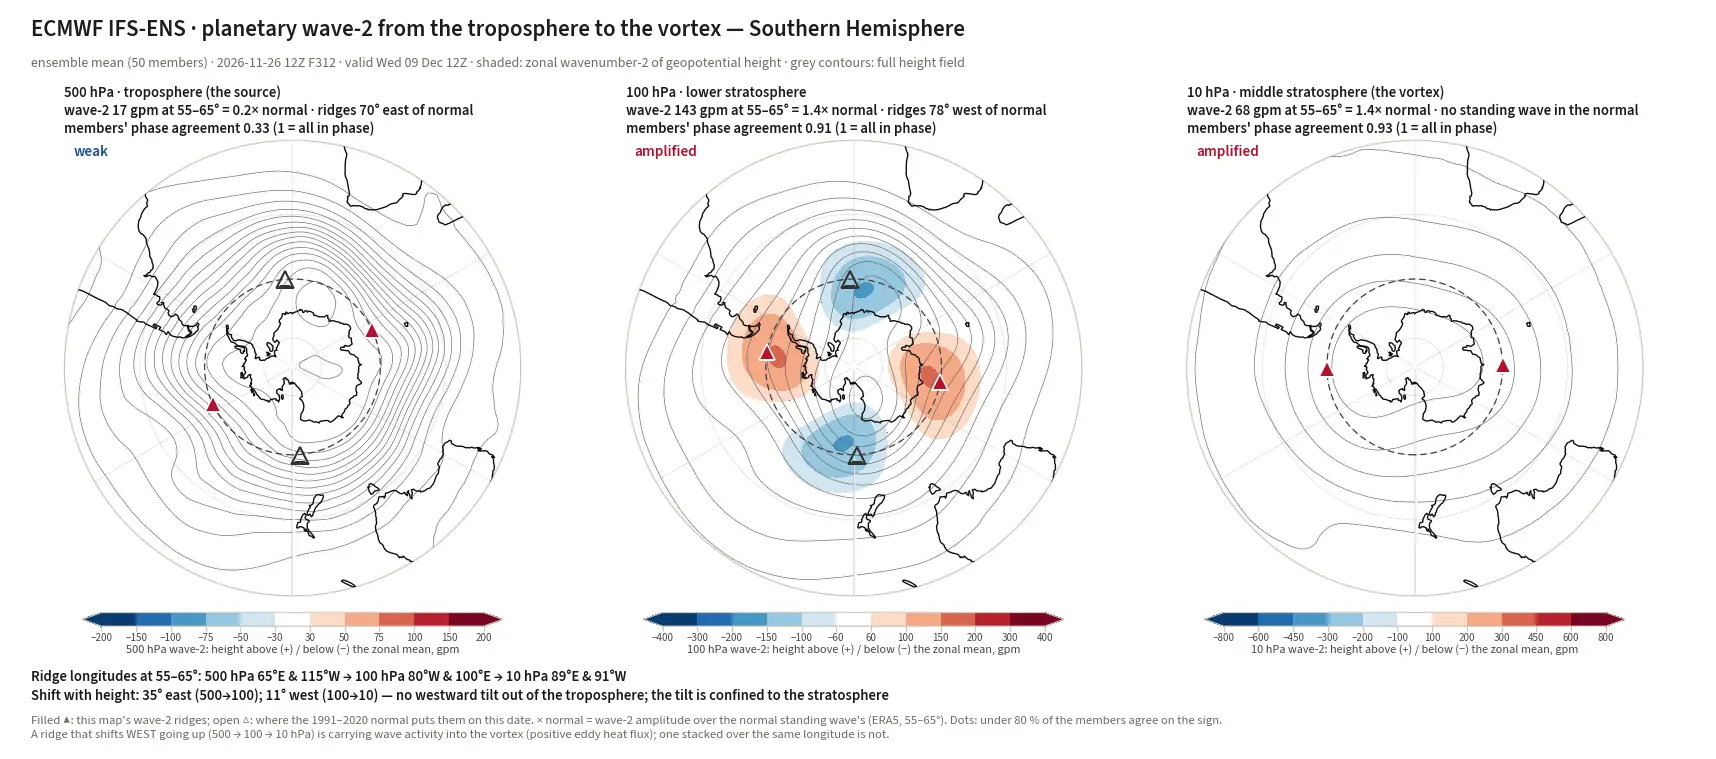 ECMWF IFS-ENS · planetary wave-2 from the troposphere to the vortex — Southern Hemisphere
ensemble mean (50 members) · 2026-11-26 12Z F312 · valid Wed 09 Dec 12Z · shaded: zonal wavenumber-2 of geopotential height · grey contours: full height field
500 hPa · troposphere (the source)
wave-2 17 gpm at 55–65° = 0.2× normal · ridges 70° east of normal
members' phase agreement 0.33 (1 = all in phase)
weak
100 hPa · lower stratosphere
wave-2 143 gpm at 55–65° = 1.4× normal · ridges 78° west of normal
members' phase agreement 0.91 (1 = all in phase)
amplified
10 hPa · middle stratosphere (the vortex)
wave-2 68 gpm at 55–65° = 1.4× normal · no standing wave in the normal
members' phase agreement 0.93 (1 = all in phase)
amplified
−200 −150 −100 −75 −50 −30 30 50 75 100 150 200
500 hPa wave-2: height above (+) / below (−) the zonal mean, gpm
−400 −300 −200 −150 −100 −60 60 100 150 200 300 400
100 hPa wave-2: height above (+) / below (−) the zonal mean, gpm
−800 −600 −450 −300 −200 −100 100 200 300 450 600 800
10 hPa wave-2: height above (+) / below (−) the zonal mean, gpm
Ridge longitudes at 55–65°: 500 hPa 65°E & 115°W → 100 hPa 80°W & 100°E → 10 hPa 89°E & 91°W
Shift with height: 35° east (500→100); 11° west (100→10) — no westward tilt out of the troposphere; the tilt is confined to the stratosphere
Filled ▲: this map's wave-2 ridges; open △: where the 1991–2020 normal puts them on this date. × normal = wave-2 amplitude over the normal standing wave's (ERA5, 55–65°). Dots: under 80 % of the members agree on the sign.
A ridge that shifts WEST going up (500 → 100 → 10 hPa) is carrying wave activity into the vortex (positive eddy heat flux); one stacked over the same longitude is not.